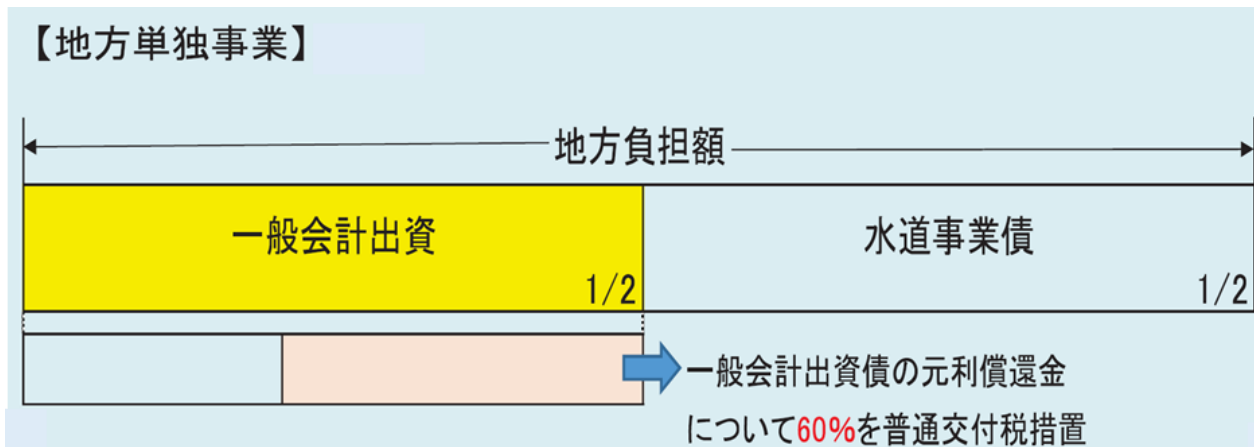 【地方単独事業】
地方負担額
一般会計出資
1/2
水道事業債
1/2
一般会計出資債の元利償還金
について60%を普通交付税措置